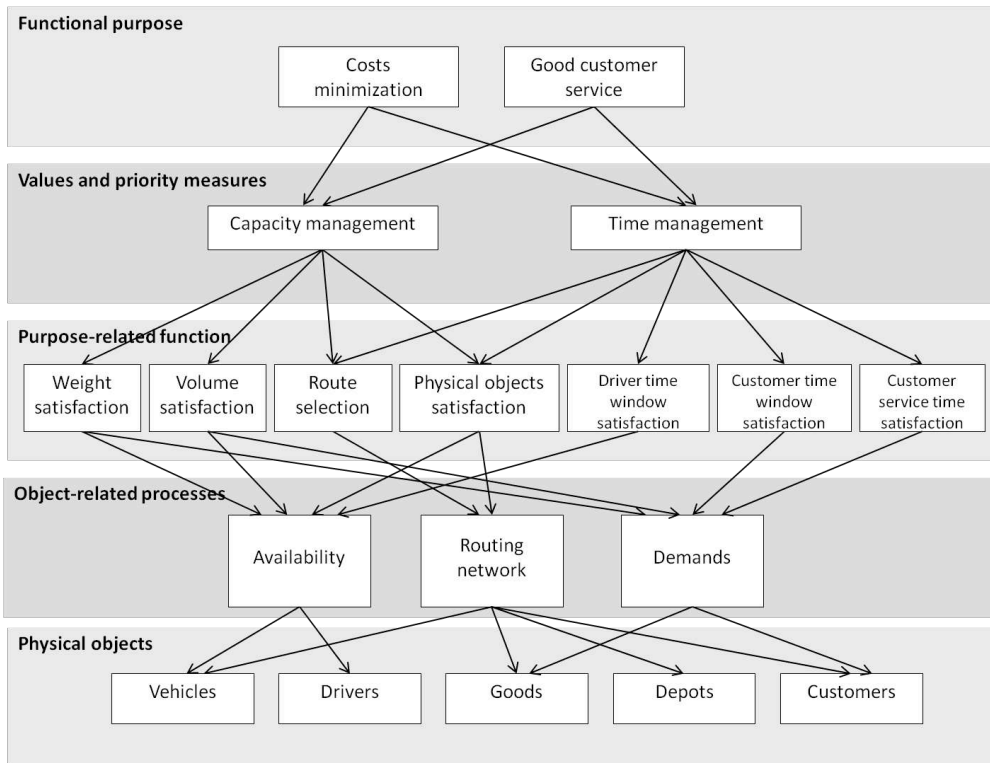 Functional purpose
Costs
minimization
Good customer
service
Values and priority measures
Capacity management
Time management
Purpose-related function
Weight
satisfaction
Volume
satisfaction
Route
selection
Physical objects
satisfaction
Driver time
window
satisfaction
Customer time
window
satisfaction
Customer
service time
satisfaction
Object-related processes
Availability
Routing
network
Demands
Physical objects
Vehicles
Drivers
Goods
Depots
Customers